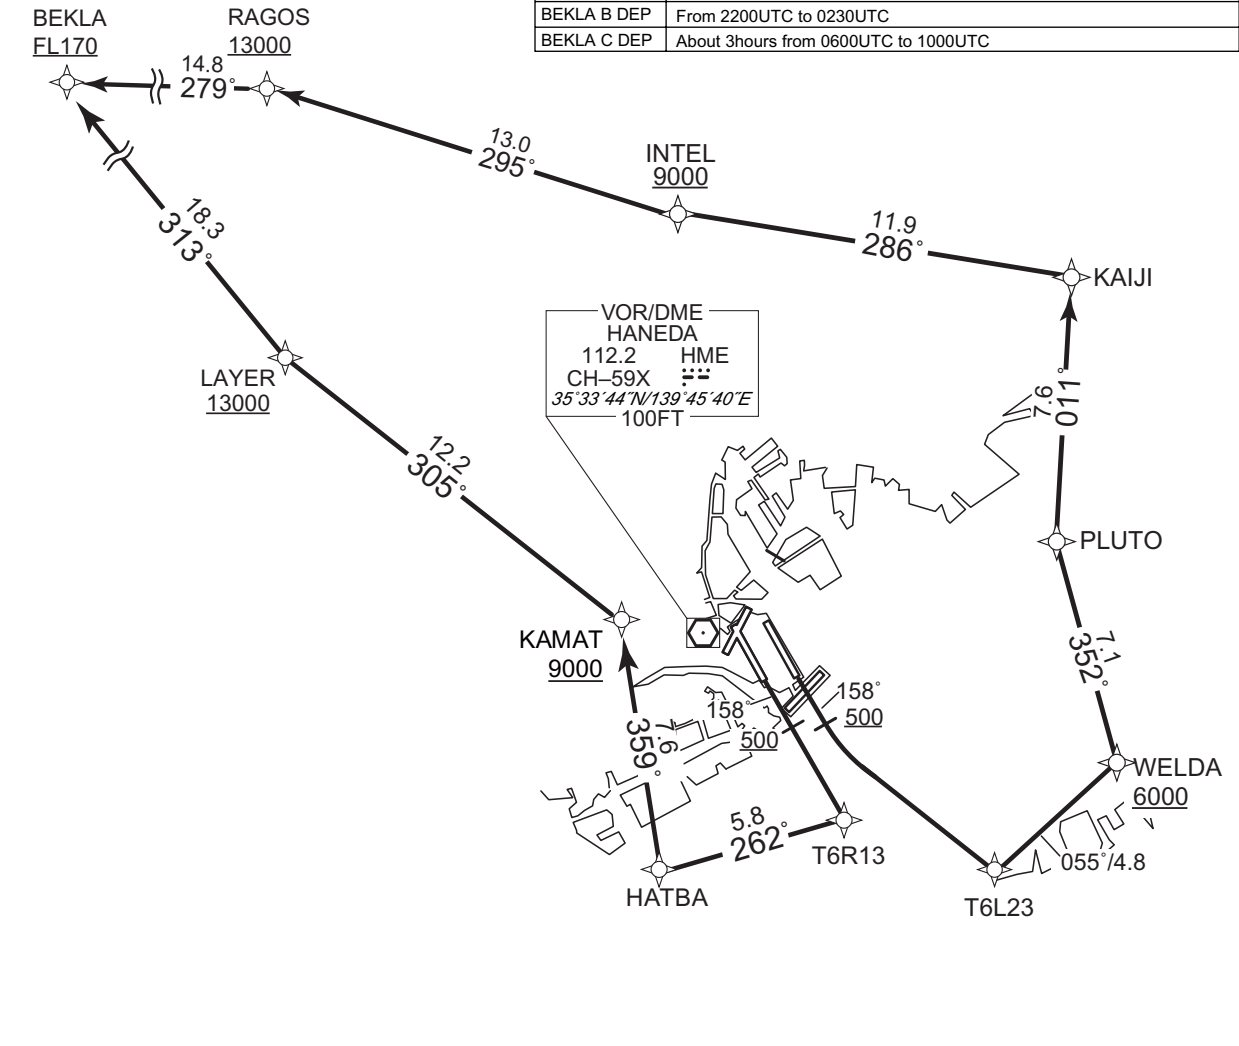 BEKLA
FL170
RAGOS
13000
BEKLA B DEP From 2200UTC to 0230UTC
BEKLA C DEP About 3hours from 0600UTC to 1000UTC
14.8
279°
13.0
295°
INTEL
9000
11.9
286°
KAIJI
18.3
313°
VOR/DME
HANEDA
112.2 HME
CH–59X
35°33′44″N/139°45′40″E
100FT
LAYER
13000
7.6
011°
12.2
305°
PLUTO
KAMAT
9000
7.1
352°
158°
500
158°
500
7.6
359°
WELDA
6000
5.8
262°
T6R13
055°/4.8
HATBA
T6L23